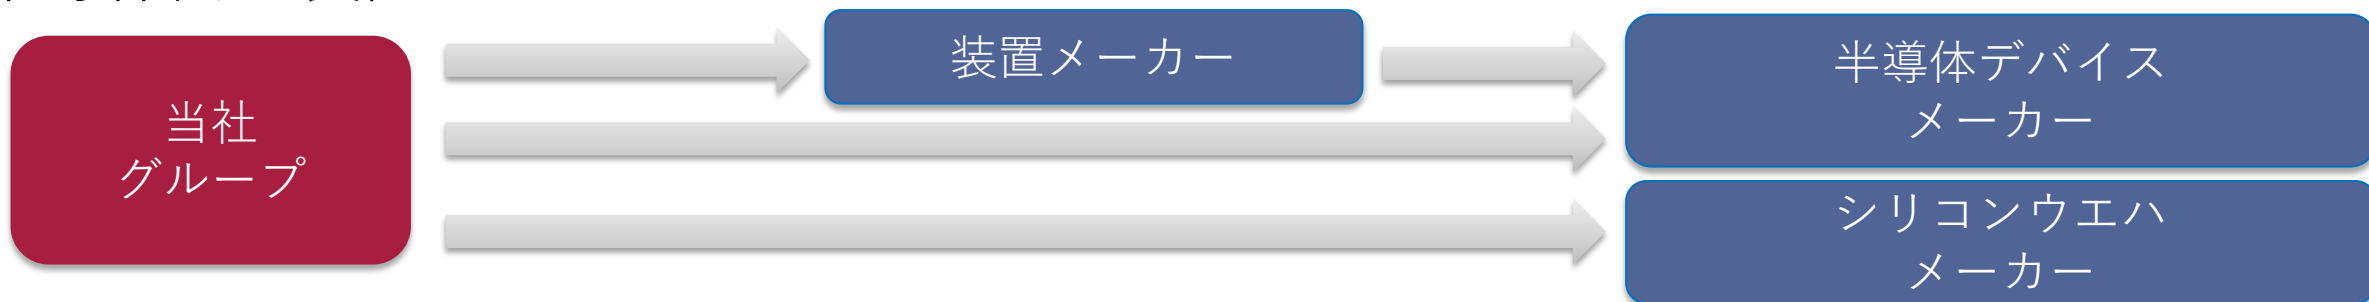 当社
グループ
装置メーカー
半導体デバイス
メーカー
シリコンウエハ
メーカー